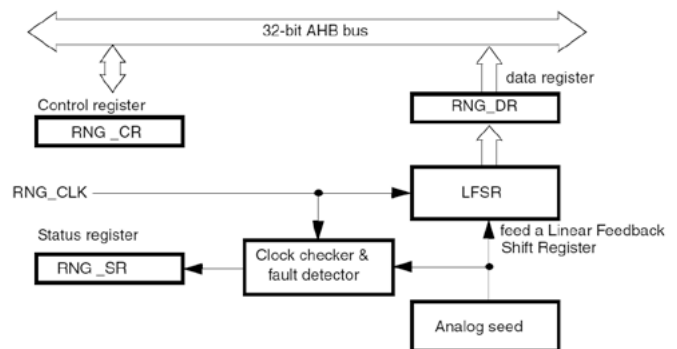 32-bit AHB bus
Control register
RNG _CR
data register
RNG_DR
RNG_CLK
LFSR
Status register
RNG _SR
Clock checker &
fault detector
feed a Linear Feedback
Shift Register
Analog seed